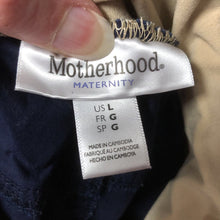 Motherhood®
MATERNITY
US L
FR G
SP G
MADE IN CAMBODIA
FABRIQUÉ AU CAMBODGE
HECHO EN CAMBOYA